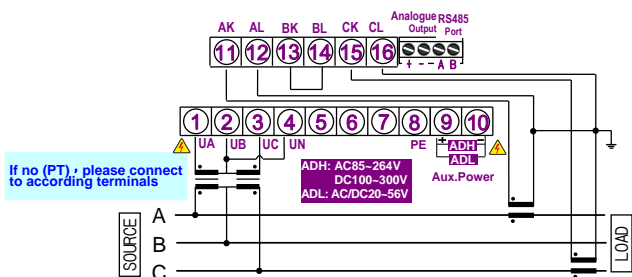 AK AL BK BL CK CL
Analogue Output RS485 Port
11 12 13 14 15 16
+ - - A B
1 2 3 4 5 6 7 8 9 10
UA UB UC UN PE + -
ADH
ADL
If no (PT), please connect
to according terminals
ADH: AC85~264V
DC100~300V
ADL: AC/DC20~56V
Aux.Power
SOURCE
A
B
C
LOAD